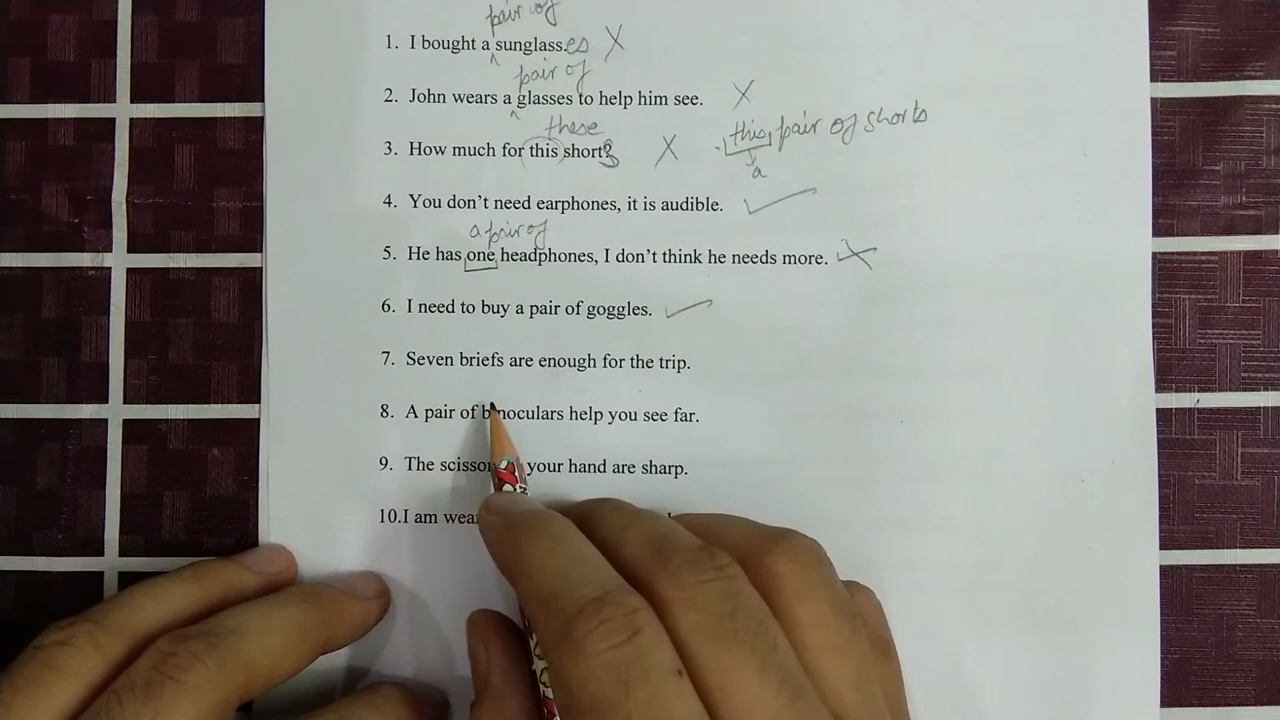 pair of
1. I bought a sunglass.es X
^ pair of
2. John wears a glasses to help him see. X
^ these
3. How much for this short?s X this pair of shorts
a
4. You don't need earphones, it is audible. ✓
a pair of
5. He has one headphones, I don't think he needs more. X
6. I need to buy a pair of goggles. ✓
7. Seven briefs are enough for the trip.
8. A pair of binoculars help you see far.
9. The your hand are sharp.
10.I am